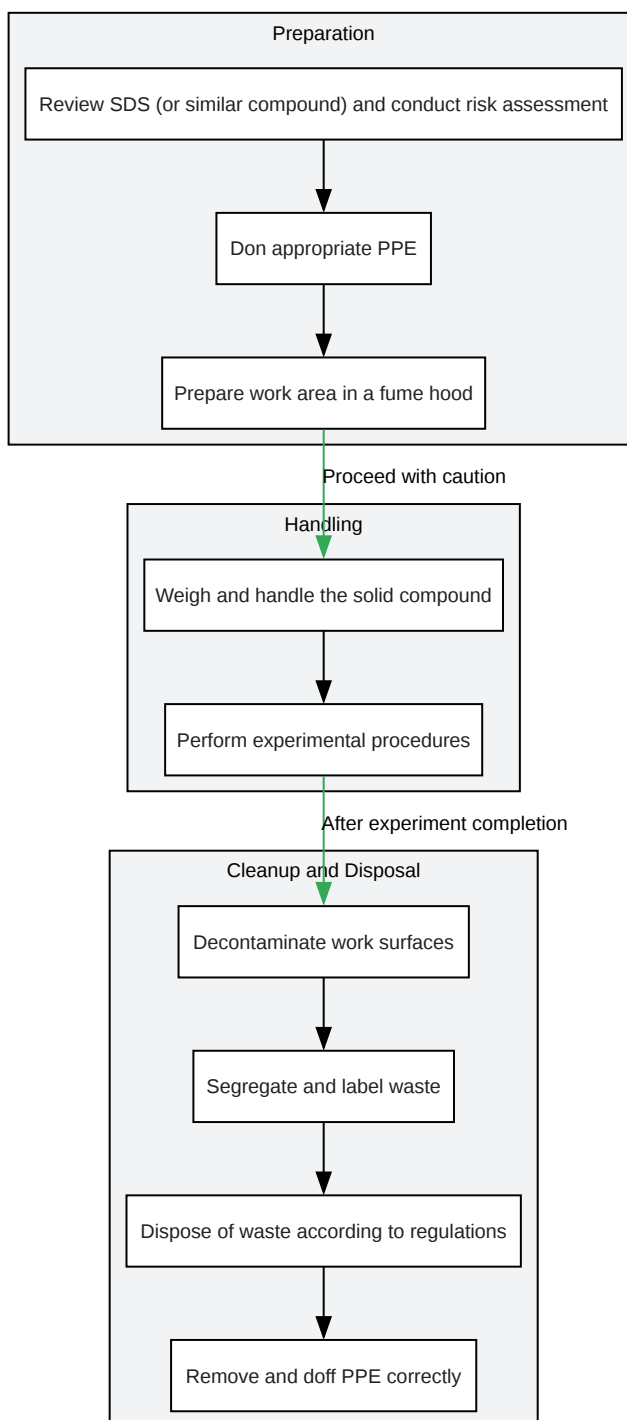 Preparation
Review SDS (or similar compound) and conduct risk assessment
Don appropriate PPE
Prepare work area in a fume hood
Proceed with caution
Handling
Weigh and handle the solid compound
Perform experimental procedures
After experiment completion
Cleanup and Disposal
Decontaminate work surfaces
Segregate and label waste
Dispose of waste according to regulations
Remove and doff PPE correctly